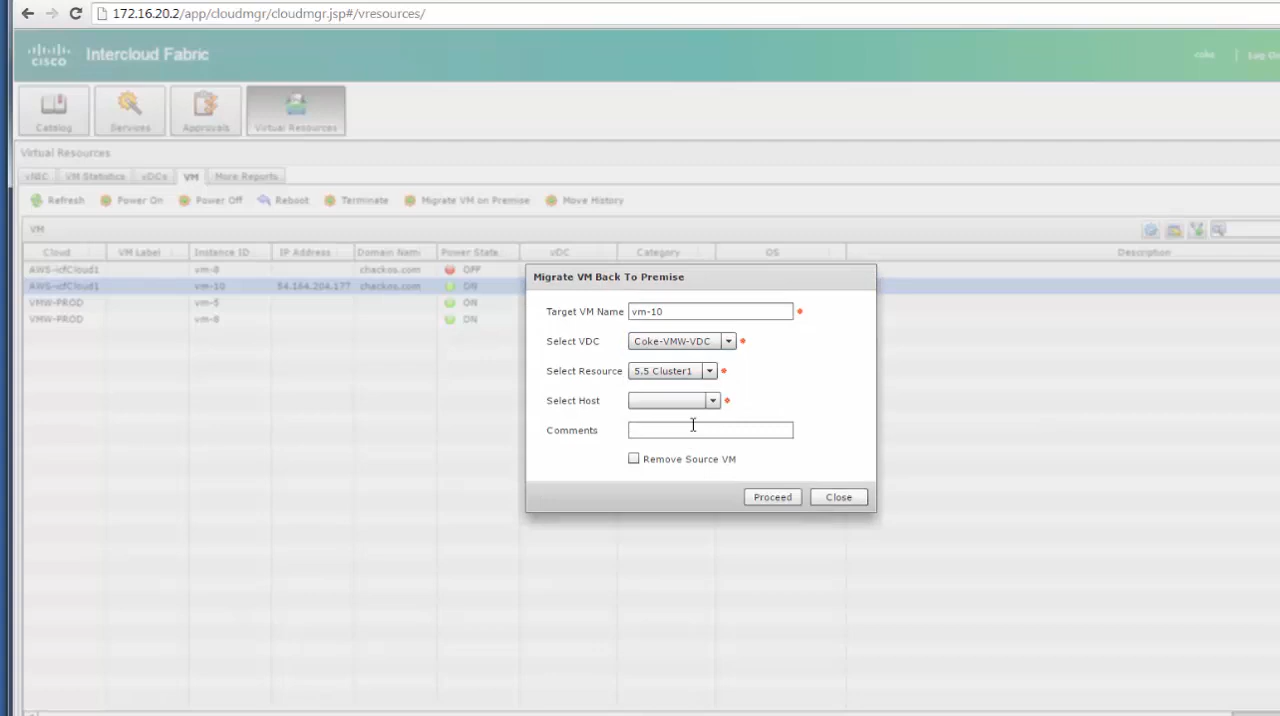 172.16.20.2/app/cloudmgr/cloudmgr.jsp#/vresources/
CISCO Intercloud Fabric coke | Log
Catalog Services Approvals Virtual Resources
Virtual Resources
vNIC VM Statistics vDCs VM More Reports
Refresh Power On Power Off Reboot Terminate Migrate VM on Premise Move History
VM
Cloud VM Label Instance ID IP Address Domain Nam Power State vDC Category OS Description
AWS-icfCloud1 vm-8 chackos.com OFF
AWS-icfCloud1 vm-10 54.164.204.177 chackos.com ON
VMW-PROD vm-5 ON
VMW-PROD vm-8 ON
Migrate VM Back To Premise
Target VM Name vm-10
Select VDC Coke-VMW-VDC
Select Resource 5.5 Cluster1
Select Host
Comments
Remove Source VM
Proceed Close